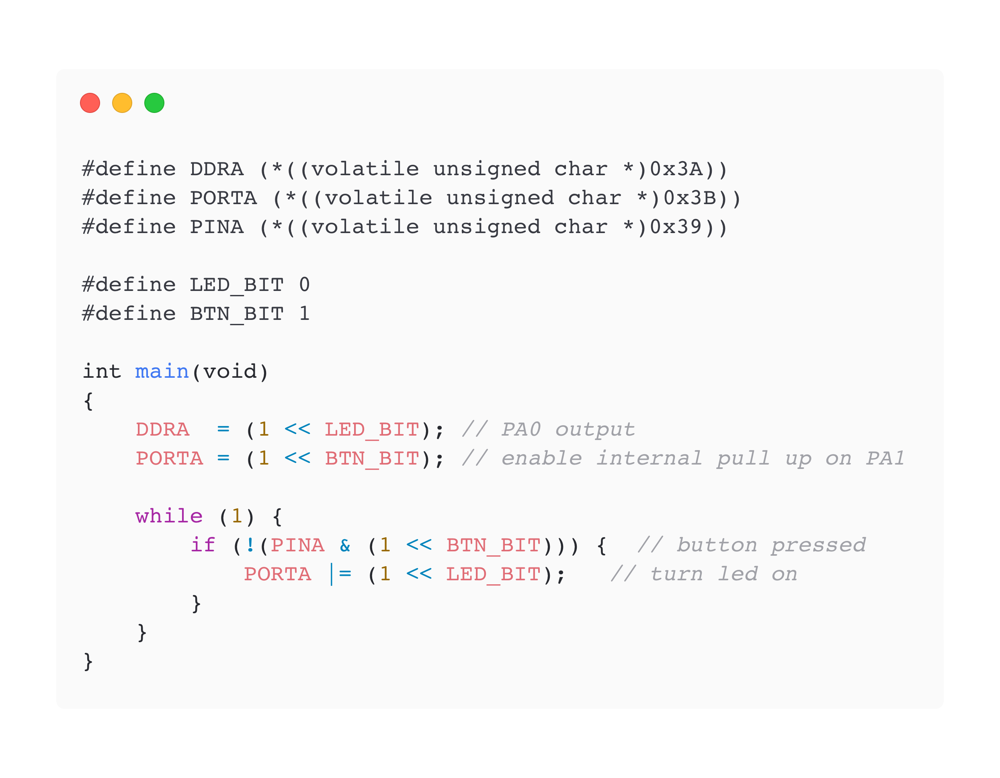 #define DDRA (*((volatile unsigned char *)0x3A))
#define PORTA (*((volatile unsigned char *)0x3B))
#define PINA (*((volatile unsigned char *)0x39))
#define LED_BIT 0
#define BTN_BIT 1
int main(void)
{
    DDRA  = (1 << LED_BIT); // PA0 output
    PORTA = (1 << BTN_BIT); // enable internal pull up on PA1
    while (1) {
        if (!(PINA & (1 << BTN_BIT))) {  // button pressed
            PORTA |= (1 << LED_BIT);   // turn led on
        }
    }
}